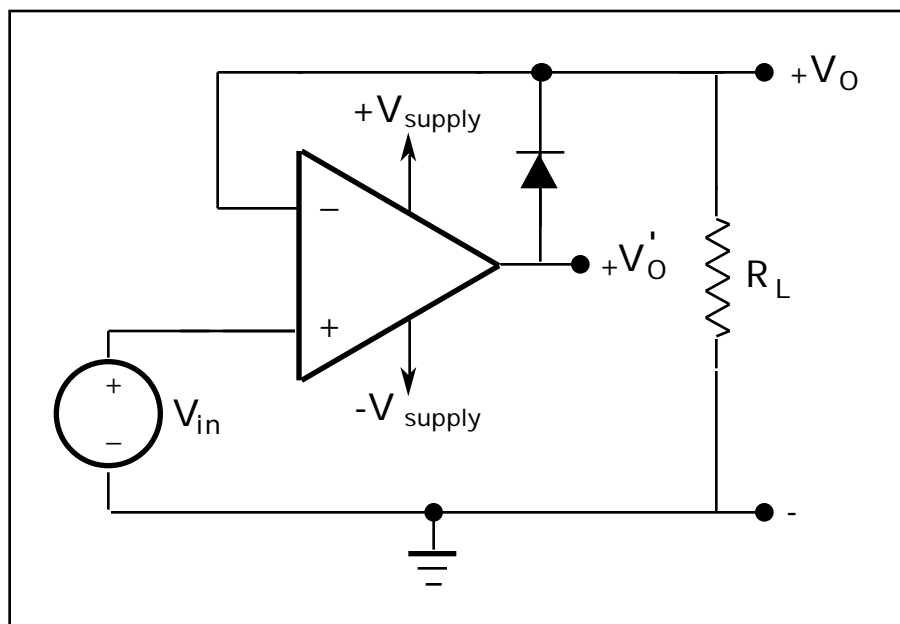 +V_O
+V_supply
−
+V'_O
R_L
+
+
V_in
−
-V_supply
-